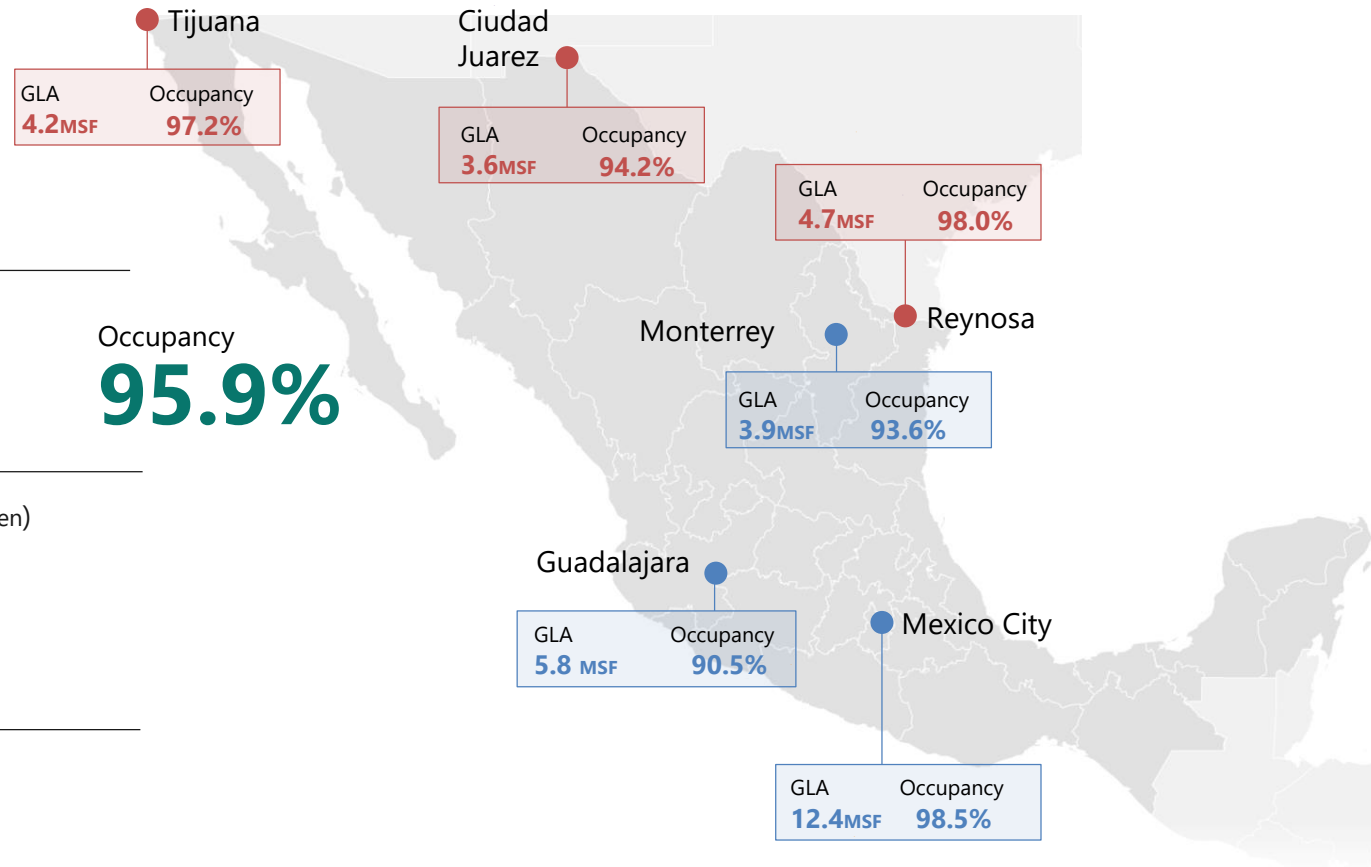 Tijuana
GLA Occupancy
4.2MSF 97.2%
Ciudad
Juarez
GLA Occupancy
3.6MSF 94.2%
GLA Occupancy
4.7MSF 98.0%
Reynosa
Occupancy
95.9%
Monterrey
GLA Occupancy
3.9MSF 93.6%
en)
Guadalajara
GLA Occupancy
5.8 MSF 90.5%
Mexico City
GLA Occupancy
12.4MSF 98.5%